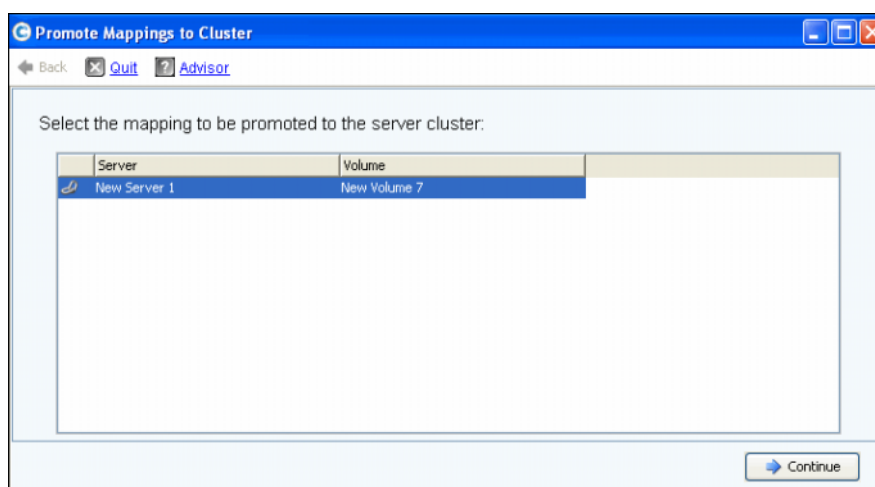 Promote Mappings to Cluster
Back Quit ? Advisor
Select the mapping to be promoted to the server cluster:
Server Volume
New Server 1 New Volume 7
Continue